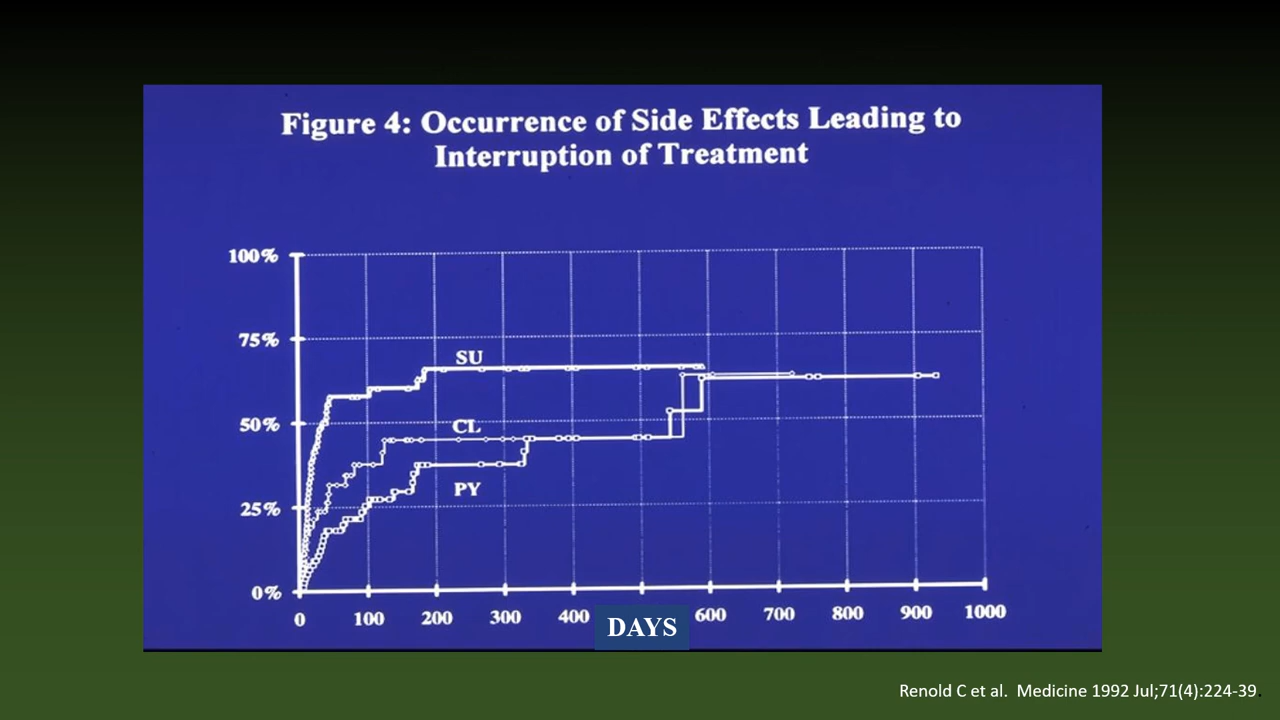 Figure 4: Occurrence of Side Effects Leading to
Interruption of Treatment
100%
75%
50%
25%
0%
SU
CL
PY
0 100 200 300 400 600 700 800 900 1000
DAYS
Renold C et al. Medicine 1992 Jul;71(4):224-39.